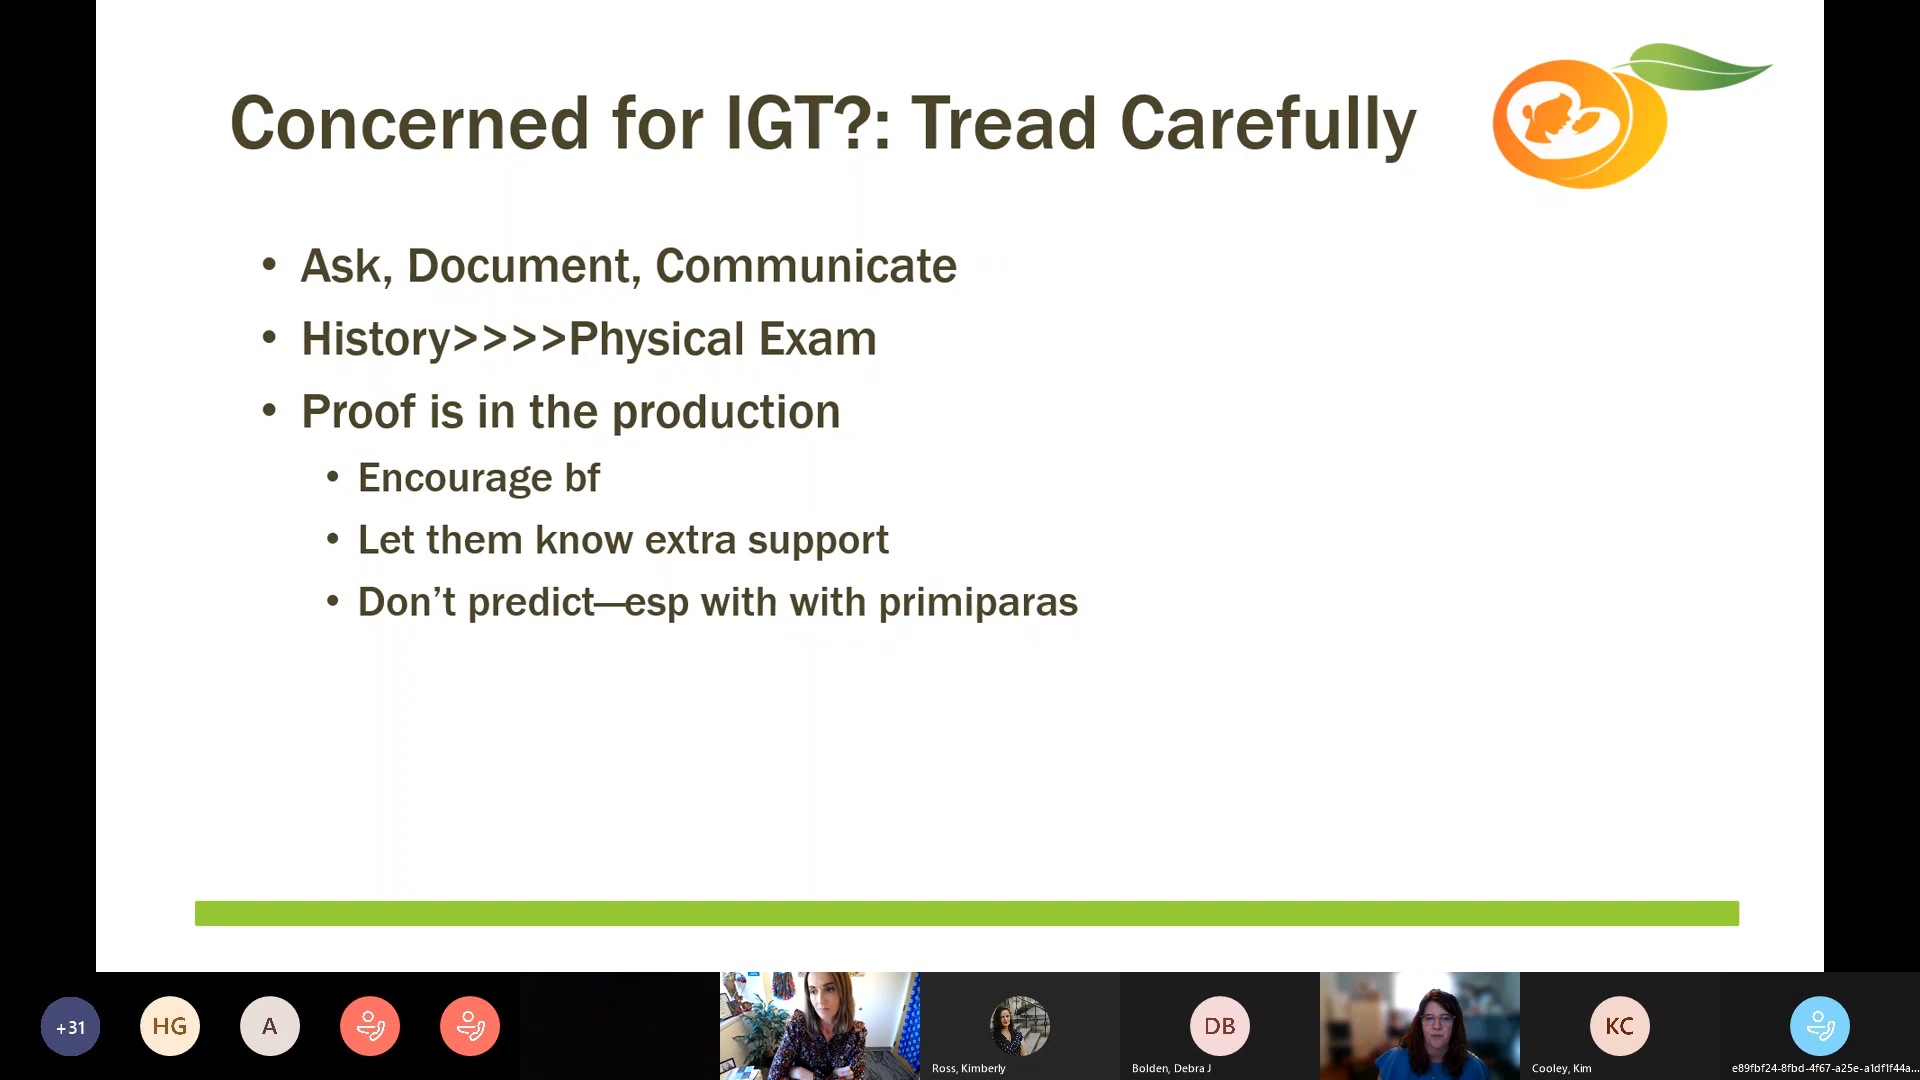 Concerned for IGT?: Tread Carefully
• Ask, Document, Communicate
• History>>>>Physical Exam
• Proof is in the production
• Encourage bf
• Let them know extra support
• Don’t predict—esp with with primiparas
+31
HG
A
DB
KC
Ross, Kimberly
Bolden, Debra J
Cooley, Kim
e89fbf24-8fbd-4f67-a25e-a1df1f44a...